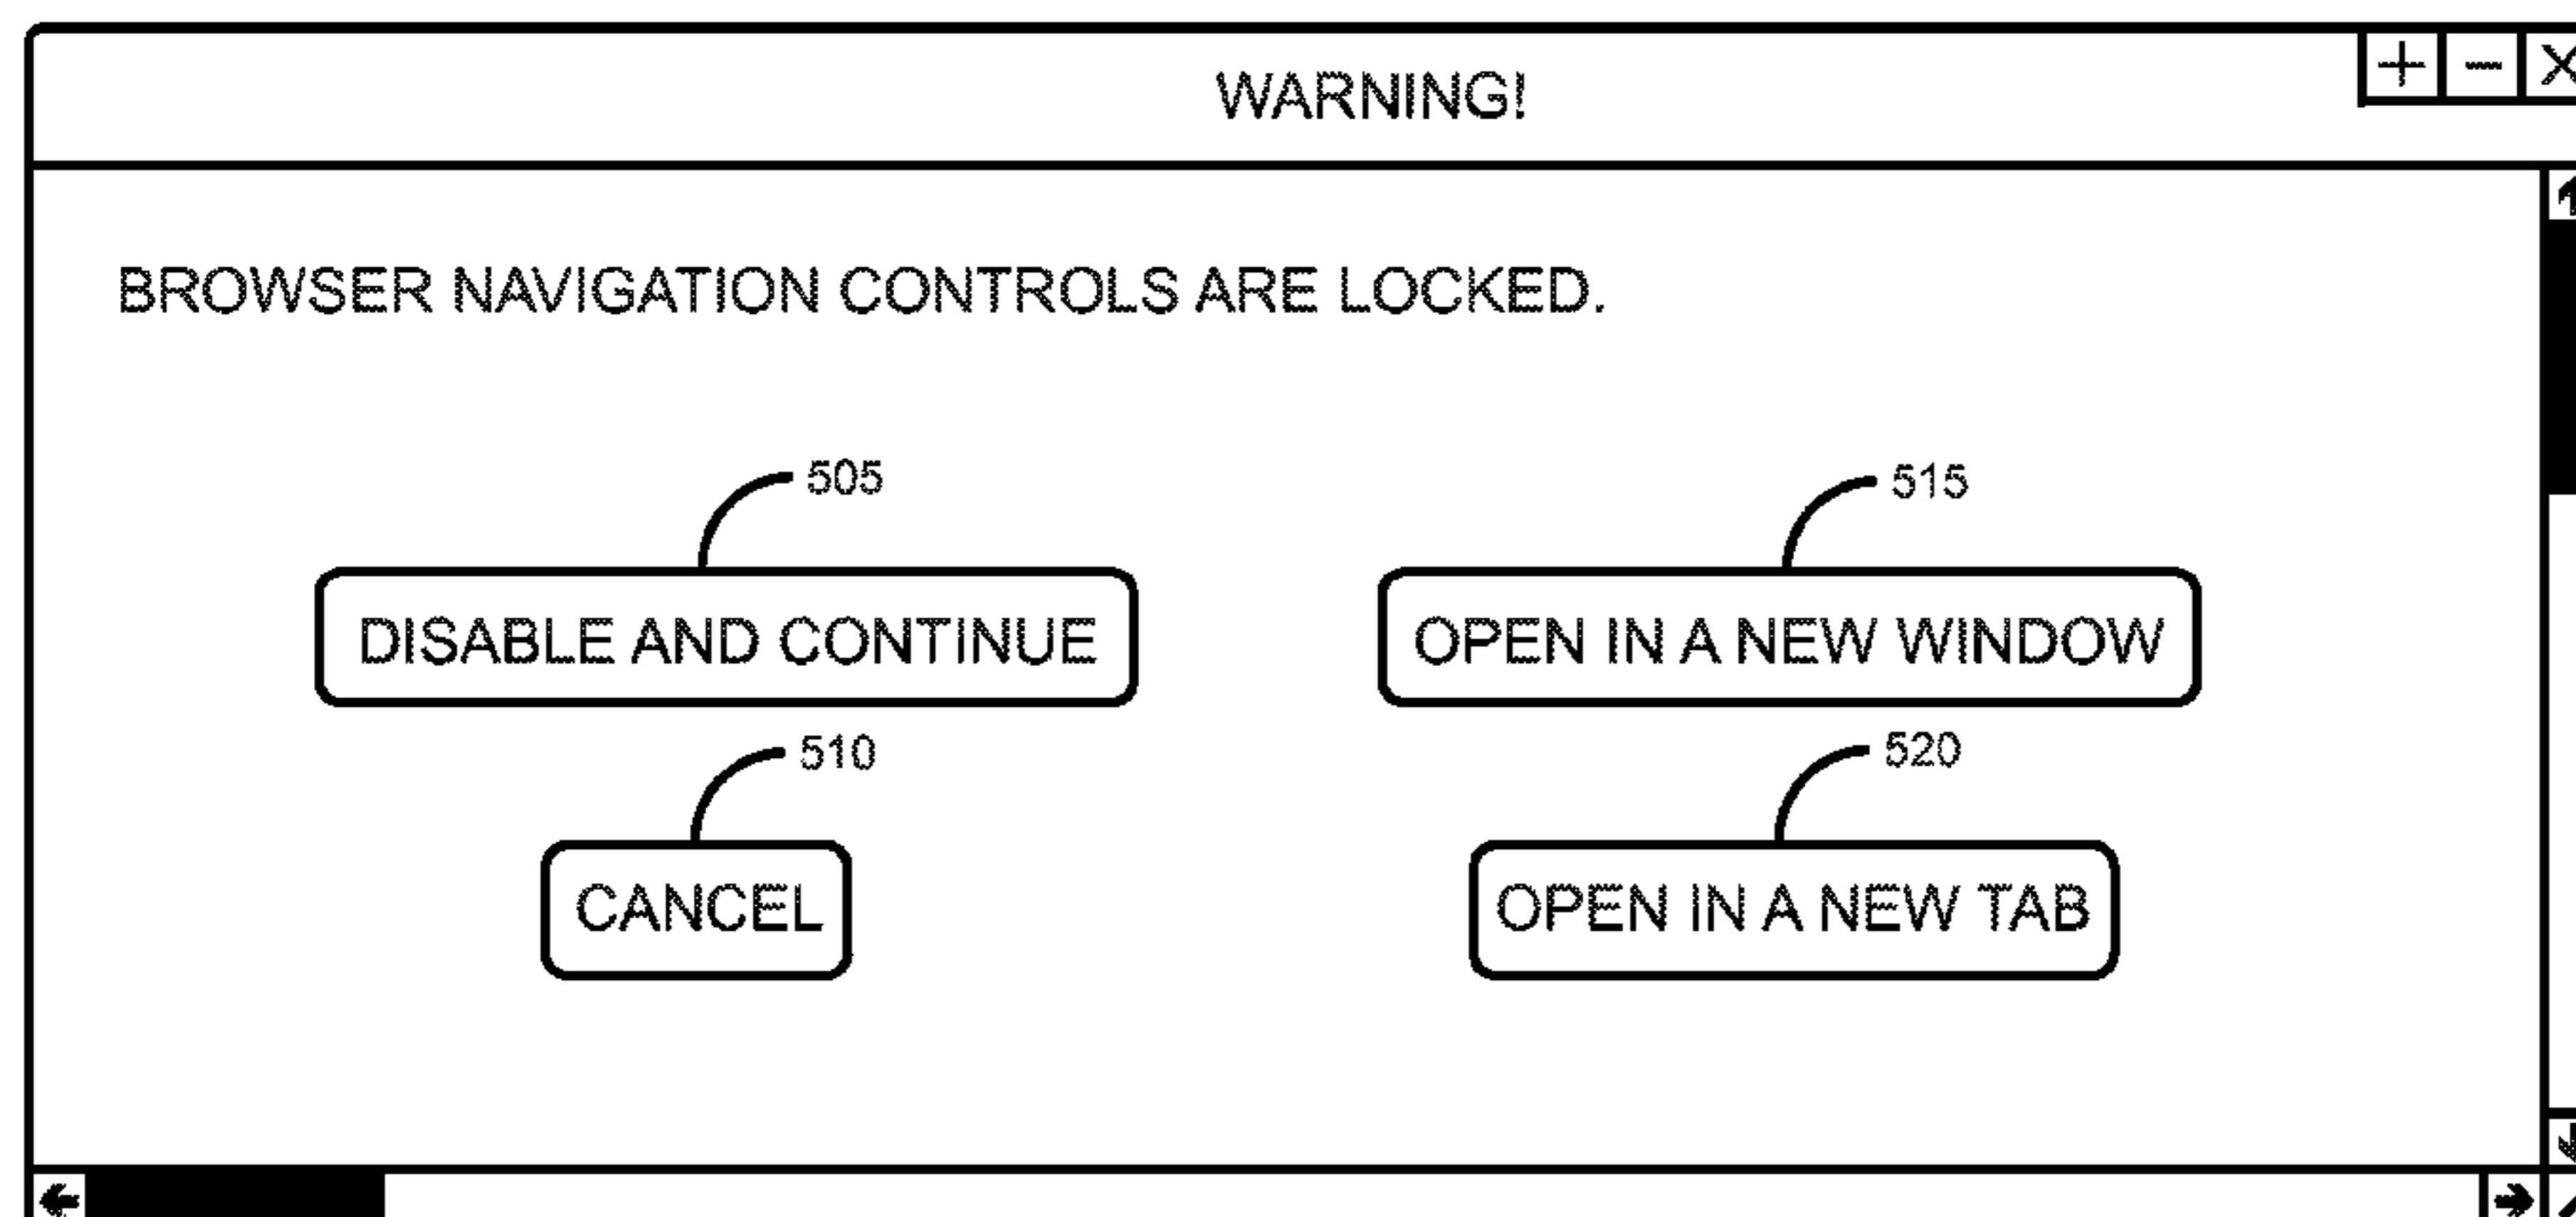 WARNING!
+ - X
BROWSER NAVIGATION CONTROLS ARE LOCKED.
505 515
DISABLE AND CONTINUE OPEN IN A NEW WINDOW
510 520
CANCEL OPEN IN A NEW TAB